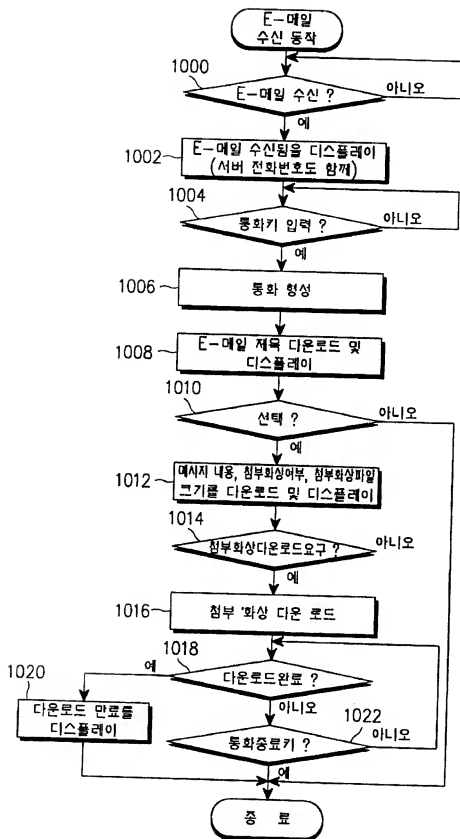 E-메일
수신 동작
1000
E-메일 수신 ?
아니오
예
1002
E-메일 수신됨을 디스플레이
(서버 전화번호도 함께)
1004
통화키 입력 ?
아니오
예
1006
통화 형성
1008
E-메일 제목 다운로드 및
디스플레이
1010
선택 ?
아니오
예
1012
메시지 내용, 첨부화상여부, 첨부화상파일
크기를 다운로드 및 디스플레이
1014
첨부화상다운로드요구 ?
아니오
예
1016
첨부 화상 다운 로드
1018
예
다운로드완료 ?
아니오
1020
다운로드 만료를
디스플레이
1022
통화종료키 ?
아니오
예
종 료